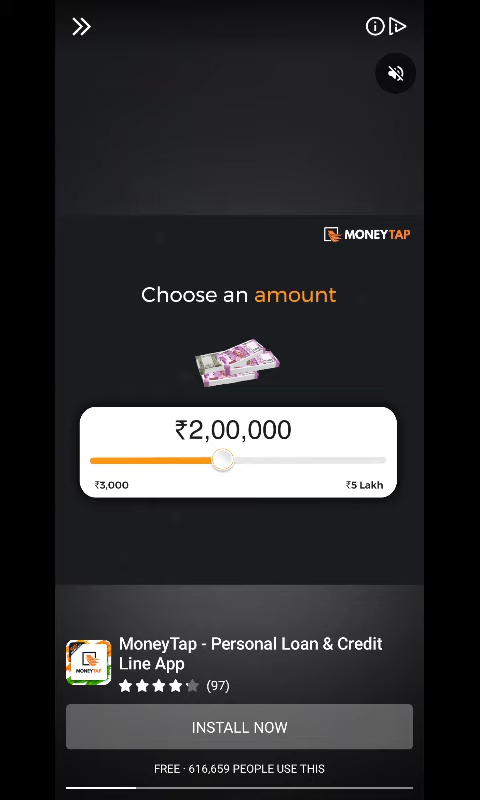 MONEYTAP
Choose an amount
₹2,00,000
₹3,000
₹5 Lakh
MONEYTAP
MoneyTap - Personal Loan & Credit
Line App
(97)
INSTALL NOW
FREE · 616,659 PEOPLE USE THIS